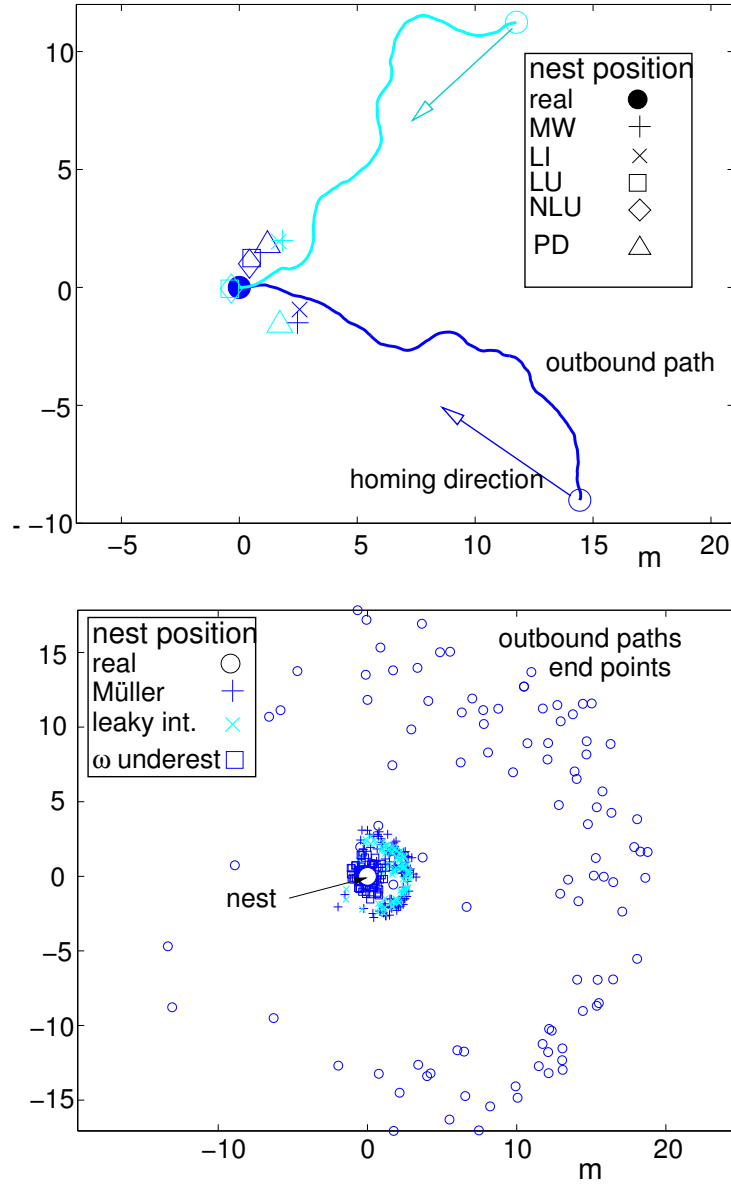 10
nest position
real
MW
LI
LU
NLU
PD
5
0
outbound path
−5
homing direction
- −10
−5
0
5
10
15
20
m
nest position
real
Müller
leaky int.
ω underest
outbound paths
end points
15
10
5
0
nest
−5
−10
−15
−10
0
10
20
m